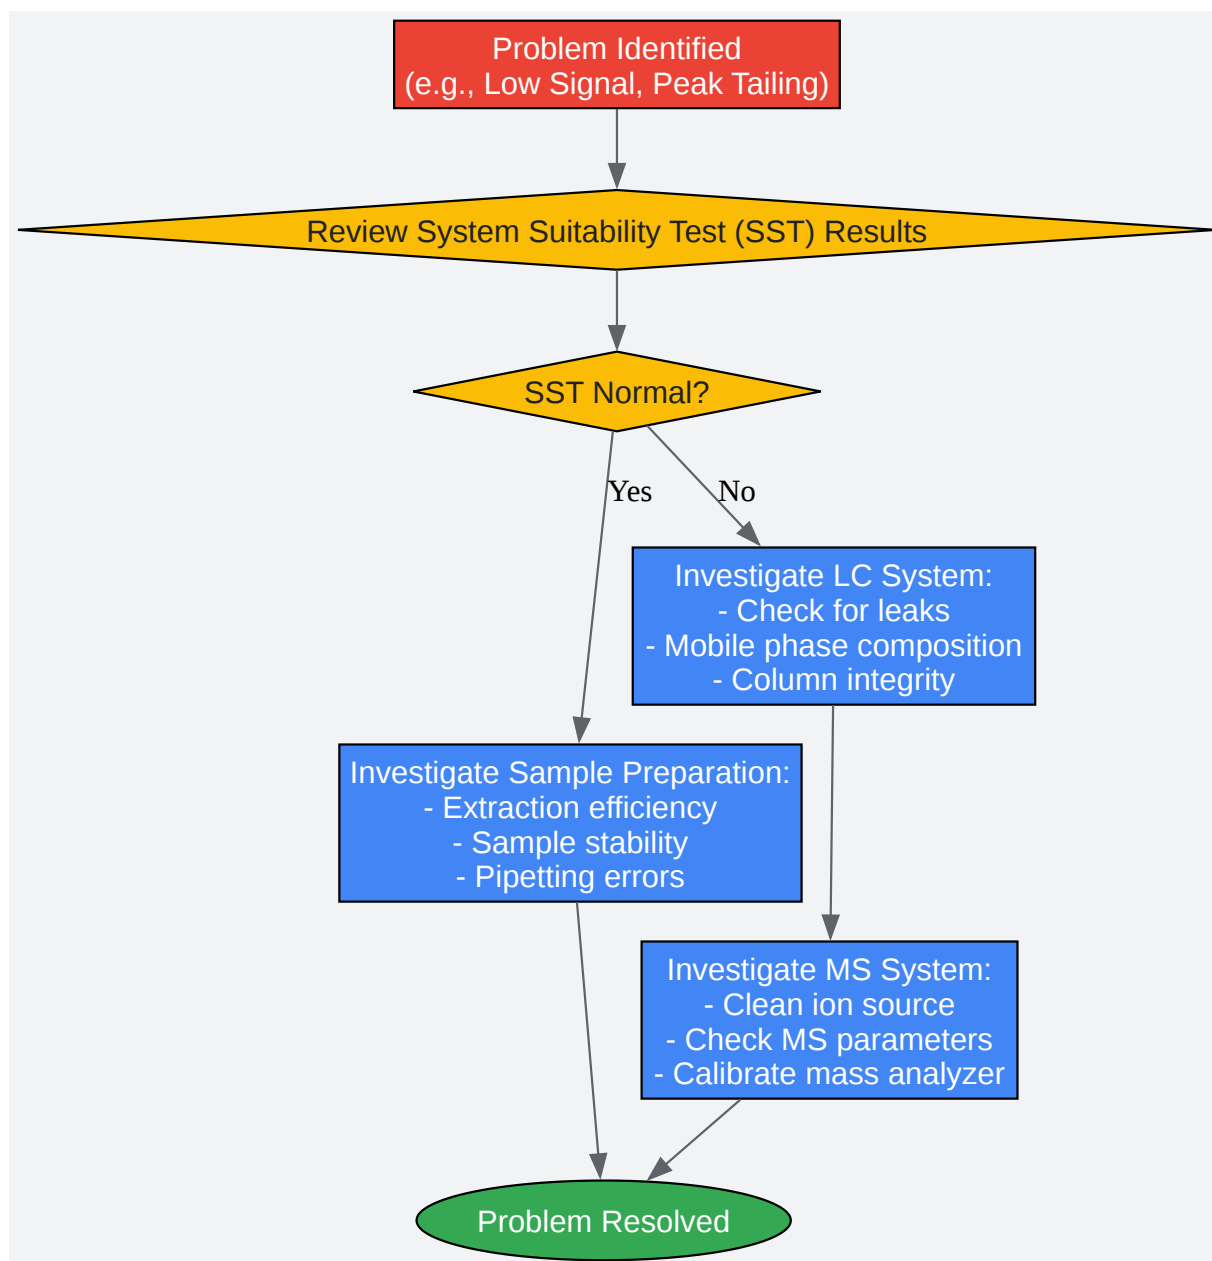 Problem Identified
(e.g., Low Signal, Peak Tailing)
Review System Suitability Test (SST) Results
SST Normal?
Yes
No
Investigate LC System:
- Check for leaks
- Mobile phase composition
- Column integrity
Investigate Sample Preparation:
- Extraction efficiency
- Sample stability
- Pipetting errors
Investigate MS System:
- Clean ion source
- Check MS parameters
- Calibrate mass analyzer
Problem Resolved